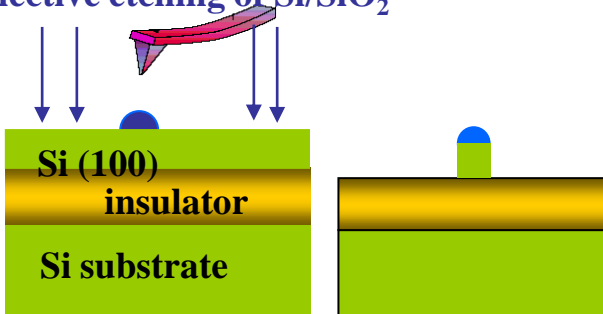 etching of Si/SiO2
Si (100)
insulator
Si substrate